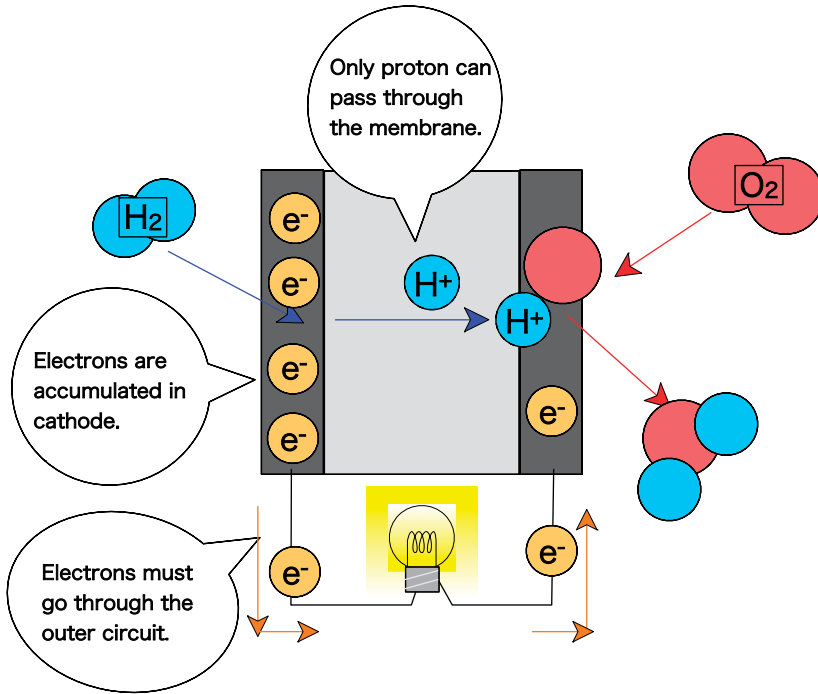 Only proton can
pass through
the membrane.
H2
O2
e-
e-
H+
H+
Electrons are
accumulated in
cathode.
e-
e-
e-
Electrons must
go through the
outer circuit.
e-
e-